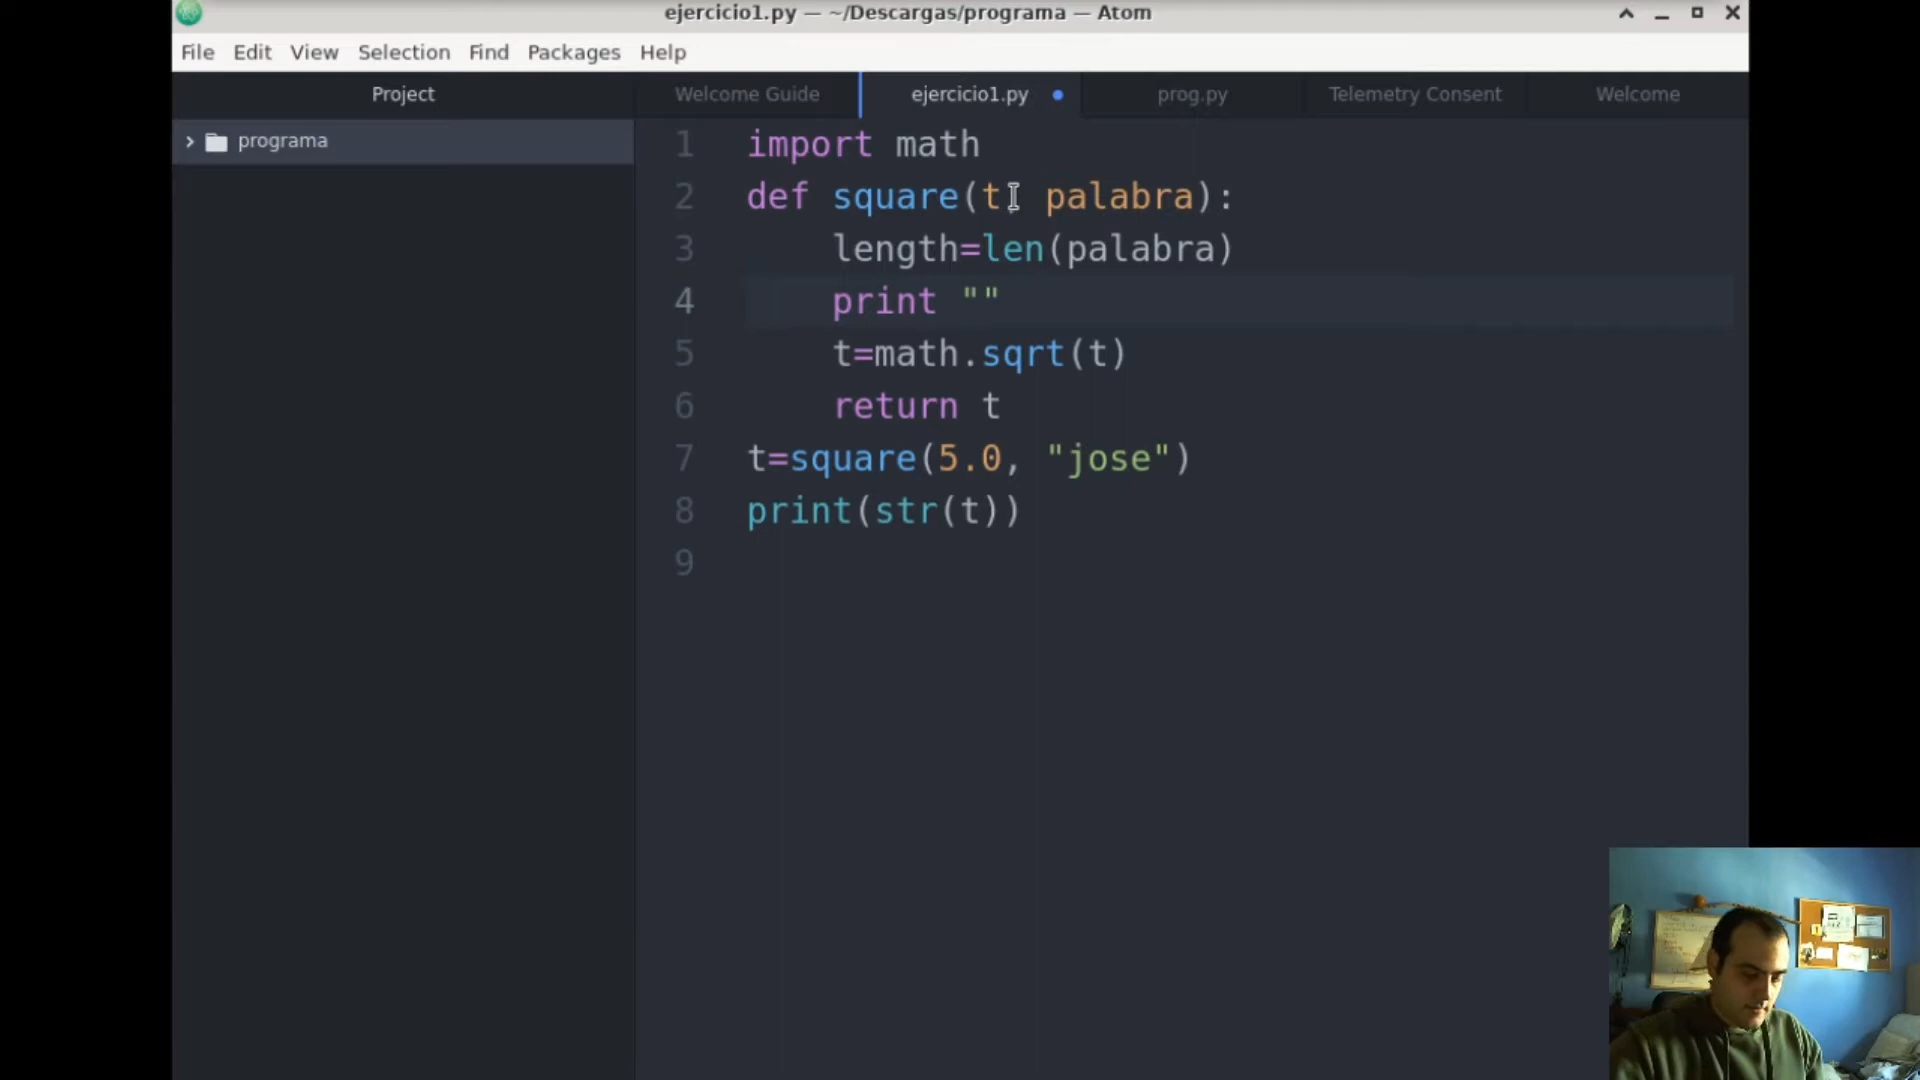 ejercicio1.py — ~/Descargas/programa — Atom
File Edit View Selection Find Packages Help
Project
programa
Welcome Guide ejercicio1.py prog.py Telemetry Consent Welcome
1 import math
2 def square(t, palabra):
3 length=len(palabra)
4 print ""
5 t=math.sqrt(t)
6 return t
7 t=square(5.0, "jose")
8 print(str(t))
9